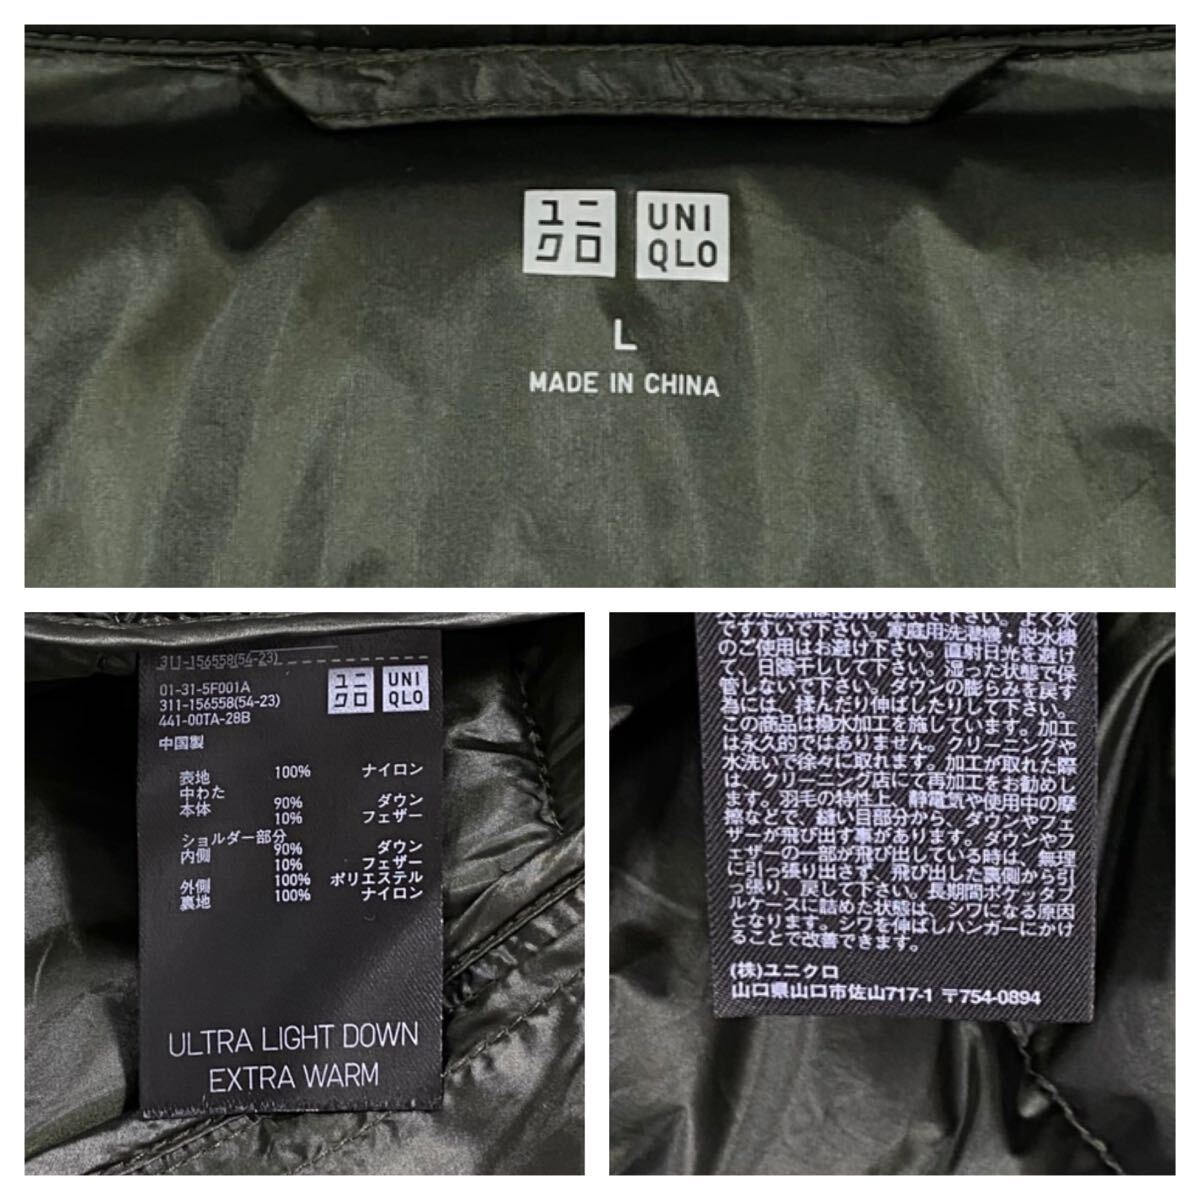 ユニ
クロ
UNI
QLO
L
MADE IN CHINA
311-156558(54-23)
01-31-5F001A
311-156558(54-23)
441-00TA-28B
ユニ
クロ
UNI
QLO
中国製
表地 100% ナイロン
中わた
本体 90% ダウン
10% フェザー
ショルダー部分
内側 90% ダウン
10% フェザー
外側 100% ポリエステル
裏地 100% ナイロン
ULTRA LIGHT DOWN
EXTRA WARM
ですすいで下さい。家庭用洗濯機・脱水機
のご使用はお避け下さい。直射日光を避け
て、日陰干しして下さい。湿った状態で保
管しないで下さい。ダウンの膨らみを戻す
為には、揉んだり伸ばしたりして下さい。
この商品は撥水加工を施しています。加工
は永久的ではありません。クリーニングや
水洗いで徐々に取れます。加工が取れた際
は、クリーニング店にて再加工をお勧めし
ます。羽毛の特性上、静電気や使用中の摩
擦などで、縫い目部分から、ダウンやフェ
ザーが飛び出す事があります。ダウンやフ
ェザーの一部が飛び出している時は、無理
に引っ張り出さず、飛び出した裏側から引
っ張り、戻して下さい。長期間ポケッタブ
ルケースに詰めた状態は、シワになる原因
となります。シワを伸ばしハンガーにかけ
ることで改善できます。
(株)ユニクロ
山口県山口市佐山717-1 〒754-0894